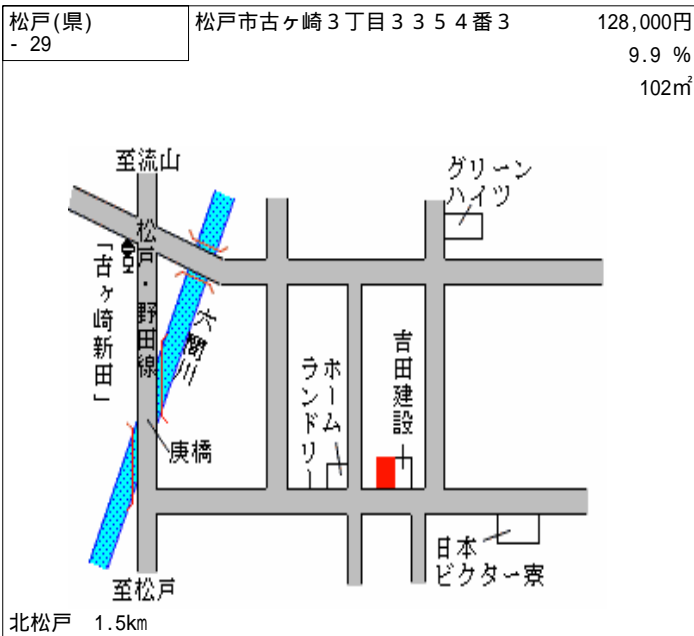 松戸(県)
- 29
松戸市古ヶ崎3丁目3354番3
128,000円
9.9 %
102㎡
至流山
グリーン
ハイツ
松戸・野田線
「古ヶ崎新田」
六間川
吉田建設
ホーム
ランドリー
庚橋
日本
ビクター寮
至松戸
北松戸 1.5km